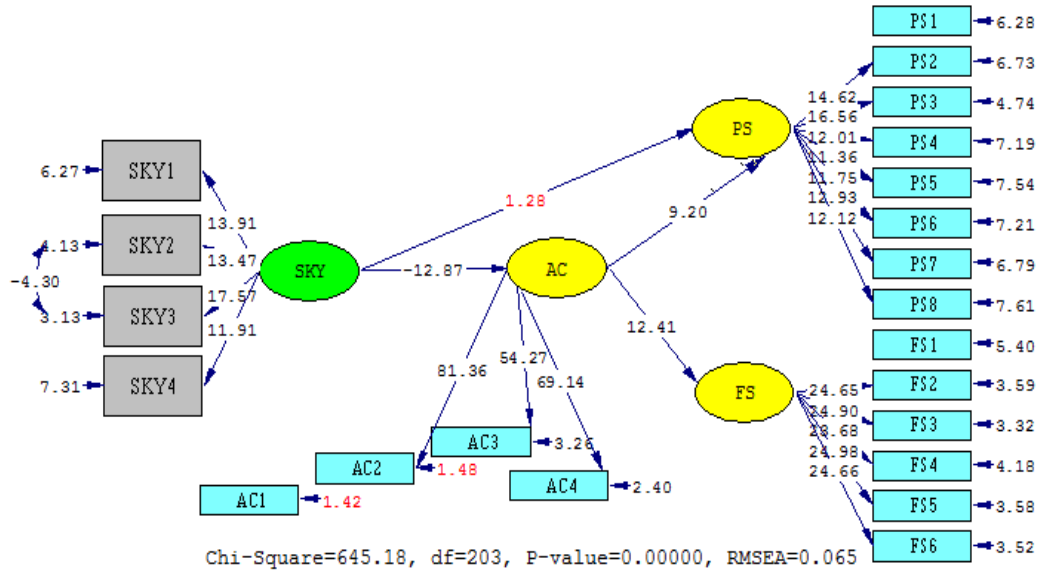 PS1
6.28
PS2
6.73
14.62
PS3
4.74
16.56
PS
12.01
PS4
7.19
11.36
SKY1
6.27
11.75
PS5
7.54
12.93
1.28
9.20
12.12
PS6
7.21
13.91
SKY2
4.13
13.47
PS7
6.79
-4.30
SKY
-12.87
AC
17.57
SKY3
3.13
PS8
7.61
11.91
12.41
FS1
5.40
54.27
81.36
69.14
SKY4
7.31
FS
24.65
FS2
3.59
24.90
FS3
3.32
24.98
24.66
AC3
3.26
AC2
1.48
FS4
4.18
AC4
2.40
AC1
1.42
FS5
3.58
FS6
3.52
Chi-Square=645.18, df=203, P-value=0.00000, RMSEA=0.065